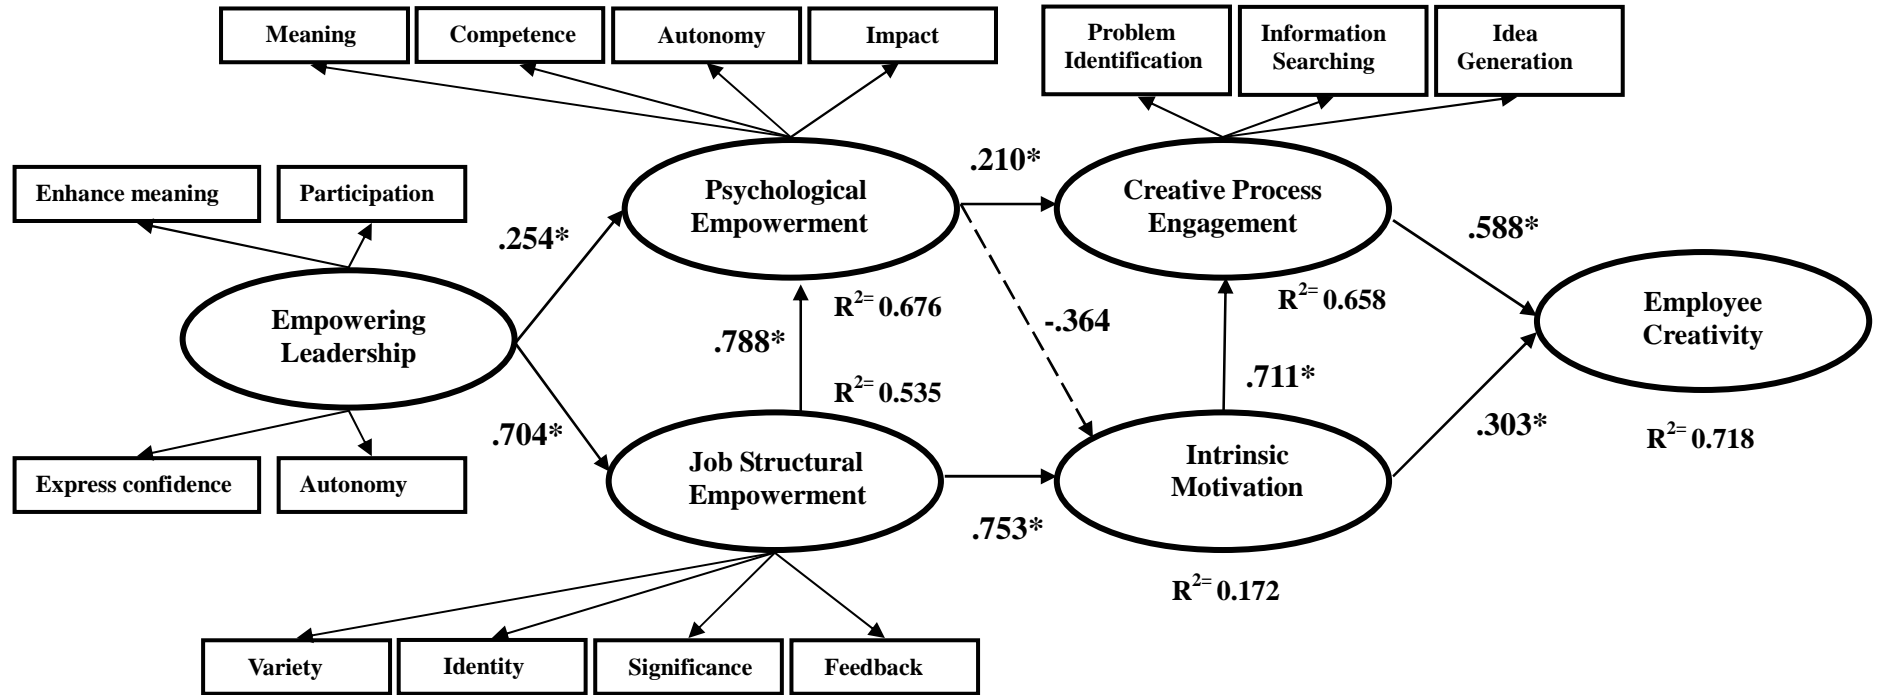 Meaning
Competence
Autonomy
Impact
Problem
Identification
Information
Searching
Idea
Generation
Enhance meaning
Participation
.254*
Psychological
Empowerment
.210*
Creative Process
Engagement
.588*
Empowering
Leadership
R²⁼ 0.676
.788*
-.364
R²⁼ 0.658
Employee
Creativity
R²⁼ 0.535
.711*
.704*
.303*
R²⁼ 0.718
Express confidence
Autonomy
Job Structural
Empowerment
.753*
Intrinsic
Motivation
R²⁼ 0.172
Variety
Identity
Significance
Feedback